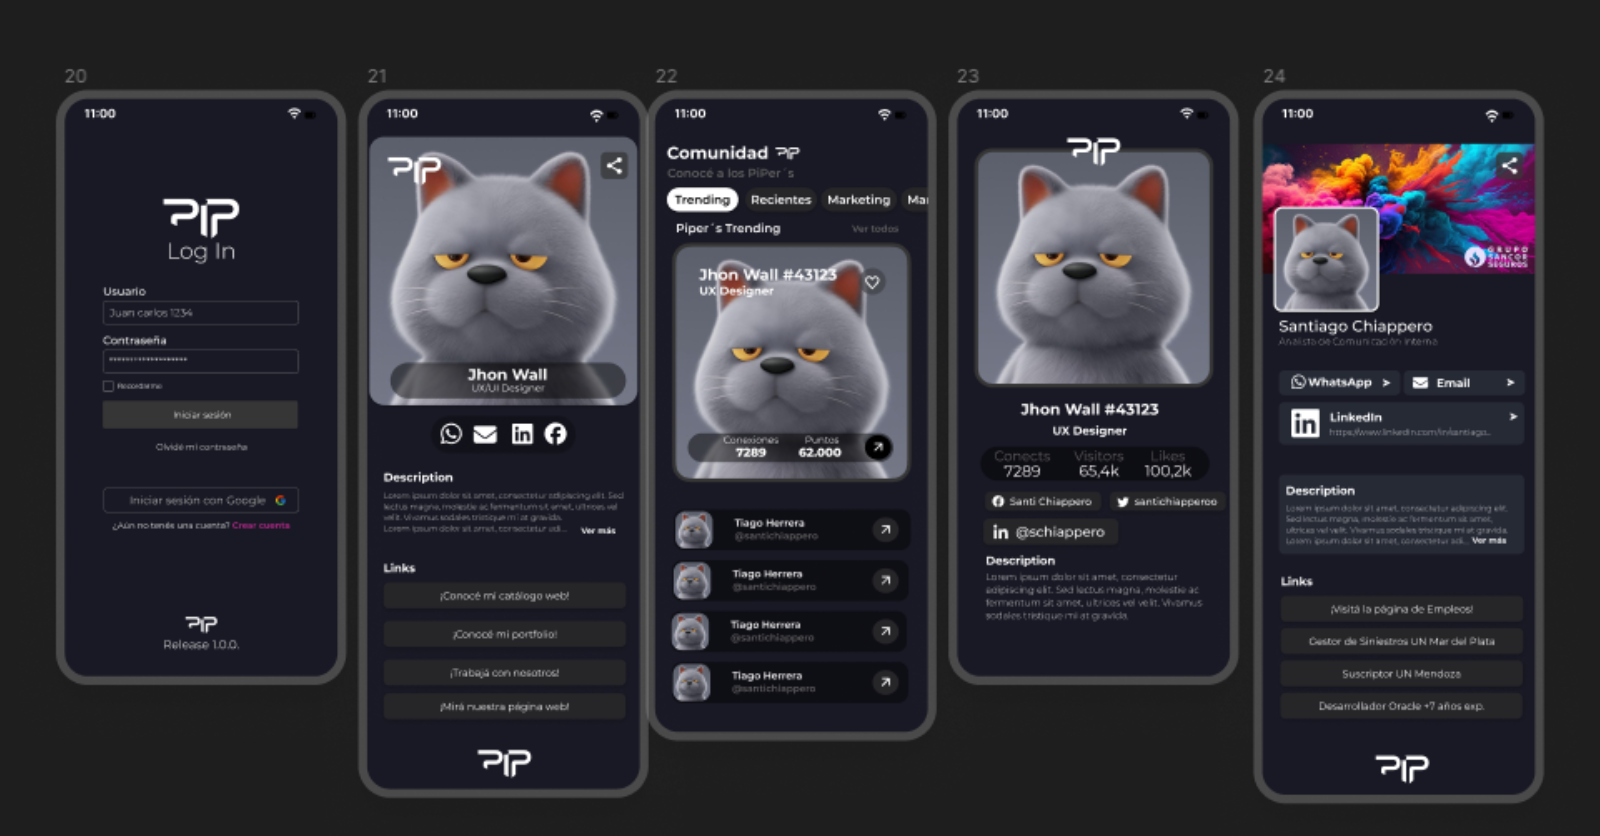 20
11:00
PIP
Log In
Usuario
Juan carlos 1234
Contraseña
********************
Recordarme
Iniciar sesión
Olvidé mi contraseña
Iniciar sesión con Google
¿Aún no tenés una cuenta? Crear cuenta
PIP
Release 1.0.0.
21
11:00
PIP
Jhon Wall
UX/UI Designer
Description
Lorem ipsum dolor sit amet, consectetur adipiscing elit. Sed
lectus magna, molestie ac fermentum sit amet, ultrices vel
velit. Vivamus sodales tristique mi at gravida.
Lorem ipsum dolor sit amet, consectetur adi... Ver más
Links
¡Conocé mi catálogo web!
¡Conocé mi portfolio!
¡Trabajá con nosotros!
¡Mirá nuestra página web!
PIP
22
11:00
Comunidad PIP
Conocé a los PiPer´s
Trending
Recientes
Marketing
Mar
Piper´s Trending
Ver todos
Jhon Wall #43123
UX Designer
Conexiones
7289
Puntos
62.000
Tiago Herrera
@santichiappero
Tiago Herrera
@santichiappero
Tiago Herrera
@santichiappero
Tiago Herrera
@santichiappero
23
11:00
PIP
Jhon Wall #43123
UX Designer
Conects
7289
Visitors
65,4k
Likes
100,2k
Santi Chiappero
santichiapperoo
@schiappero
Description
Lorem ipsum dolor sit amet, consectetur
adipiscing elit. Sed lectus magna, molestie ac
fermentum sit amet, ultrices vel velit. Vivamus
sodales tristique mi at gravida.
24
11:00
GRUPO
SANCOR
SEGUROS
Santiago Chiappero
Analista de Comunicación Interna
WhatsApp >
Email >
LinkedIn >
https://www.linkedin.com/in/santiago...
Description
Lorem ipsum dolor sit amet, consectetur adipiscing elit.
Sed lectus magna, molestie ac fermentum sit amet,
ultrices vel velit. Vivamus sodales tristique mi at gravida.
Lorem ipsum dolor sit amet, consectetur adi... Ver más
Links
¡Visitá la página de Empleos!
Gestor de Siniestros UN Mar del Plata
Suscriptor UN Mendoza
Desarrollador Oracle +7 años exp.
PIP